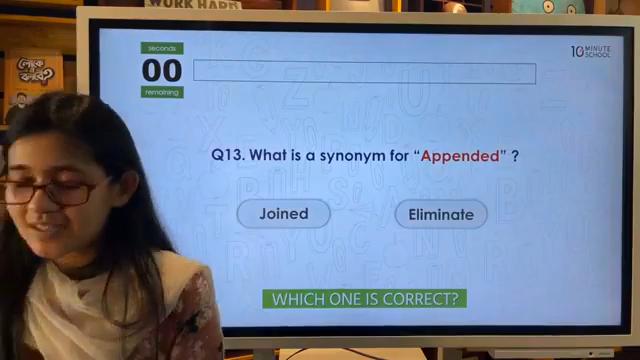 WORK HARD
seconds
00
remaining
10 MINUTE
SCHOOL
Q13. What is a synonym for “Appended” ?
Joined
Eliminate
WHICH ONE IS CORRECT?